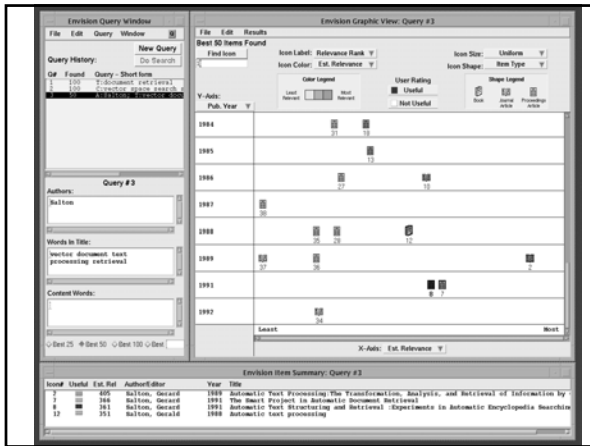 Envision Query Window
File Edit Query Window
New Query
Query History:
Do Search
Q# Found Query - Short form
1 100 T:document retrieval
2 100 C:vector space search s
3 50 A:Salton; T:vector docu
Query #3
Authors:
Salton
Words in Title:
vector document text
processing retrieval
Content Words:
Best 25 Best 50 Best 100 Best
Envision Graphic View: Query #3
File Edit Results
Best 50 Items Found
Find Icon
Icon Label: Relevance Rank
Icon Size: Uniform
Icon Color: Est. Relevance
Icon Shape: Item Type
Color Legend
Least Relevant
Most Relevant
User Rating
Useful
Not Useful
Shape Legend
Book
Journal Article
Proceedings Article
Y-Axis:
Pub. Year
1984
31 18
1985
13
1986
27 10
1987
38
1988
35 28 12
1989
37 36 2
1991
8 7
1992
34
Least Most
X-Axis: Est. Relevance
Envision Item Summary: Query #3
Icon# Useful Est. Rel Author/Editor Year Title
2 405 Salton, Gerard 1989 Automatic Text Processing:The Transformation, Analysis, and Retrieval of Information by
7 366 Salton, Gerard 1991 The Smart Project in Automatic Document Retrieval
8 361 Salton, Gerard 1991 Automatic Text Structuring and Retrieval :Experiments in Automatic Encyclopedia Searching
12 351 Salton, Gerald 1988 Automatic text processing